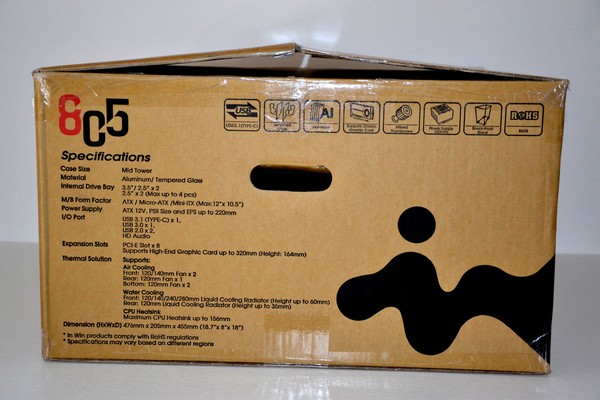 805
USB
USB3.1(TYPE-C)
Al
RoHS
RoHS
Specifications
Case Size Mid Tower
Material Aluminum/ Tempered Glass
Internal Drive Bay 3.5"/ 2.5" x 2
2.5" x 2 (Max up to 4 pcs)
M/B Form Factor ATX / Micro-ATX /Mini-ITX (Max:12"x 10.5")
Power Supply ATX 12V, PSII Size and EPS up to 220mm
I/O Port USB 3.1 (TYPE-C) x 1,
USB 3.0 x 1,
USB 2.0 x 2,
HD Audio
Expansion Slots PCI-E Slot x 8
Supports High-End Graphic Card up to 320mm (Height: 164mm)
Thermal Solution Supports:
Air Cooling
Front: 120/140mm Fan x 2
Rear: 120mm Fan x 1
Bottom: 120mm Fan x 2
Water Cooling
Front: 120/140/240/280mm Liquid Cooling Radiator (Height up to 60mm)
Rear: 120mm Liquid Cooling Radiator (Height up to 35mm)
CPU Heatsink
Maximum CPU Heatsink up to 156mm
Dimension (HxWxD) 476mm x 205mm x 455mm (18.7"x 8"x 18")
* In Win products comply with RoHS regulations
* Specifications may vary based on different regions